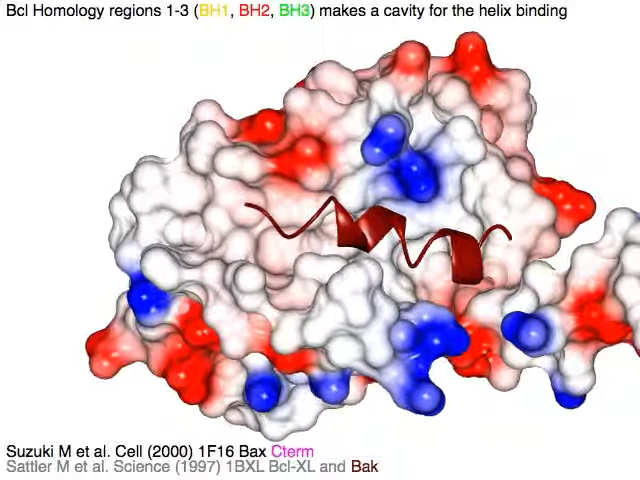 Bcl Homology regions 1-3 (BH1, BH2, BH3) makes a cavity for the helix binding
Suzuki M et al. Cell (2000) 1F16 Bax Cterm
Sattler M et al. Science (1997) 1BXL Bcl-XL and Bak